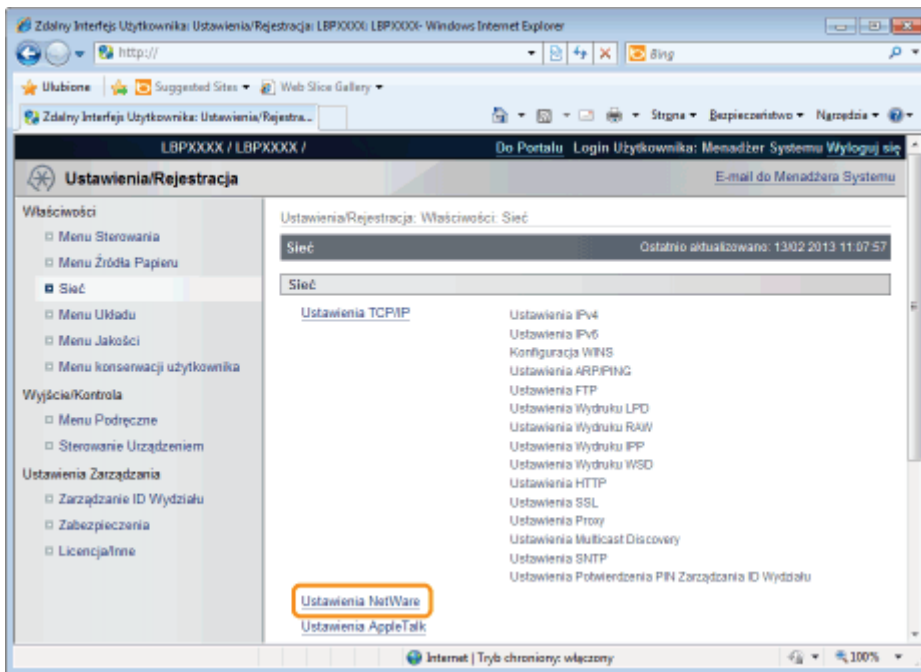 Zdalny Interfejs Użytkownika: Ustawienia/Rejestracja: LBPXXXX: LBPXXXX- Windows Internet Explorer
http://
Bing
Ulubione Suggested Sites Web Slice Gallery
Zdalny Interfejs Użytkownika: Ustawienia/Rejestra...
Strona Bezpieczeństwo Narzędzia
LBPXXXX / LBPXXXX /
Do Portalu Login Użytkownika: Menadżer Systemu Wyloguj się
Ustawienia/Rejestracja
E-mail do Menadżera Systemu
Właściwości
Menu Sterowania
Menu Źródła Papieru
Sieć
Menu Układu
Menu Jakości
Menu konserwacji użytkownika
Wyjście/Kontrola
Menu Podręczne
Sterowanie Urządzeniem
Ustawienia Zarządzania
Zarządzanie ID Wydziału
Zabezpieczenia
Licencja/Inne
Ustawienia/Rejestracja: Właściwości: Sieć
Sieć
Ostatnio aktualizowano: 13/02 2013 11:07:57
Sieć
Ustawienia TCP/IP
Ustawienia IPv4
Ustawienia IPv6
Konfiguracja WINS
Ustawienia ARP/PING
Ustawienia FTP
Ustawienia Wydruku LPD
Ustawienia Wydruku RAW
Ustawienia Wydruku IPP
Ustawienia Wydruku WSD
Ustawienia HTTP
Ustawienia SSL
Ustawienia Proxy
Ustawienia Multicast Discovery
Ustawienia SNTP
Ustawienia Potwierdzenia PIN Zarządzania ID Wydziału
Ustawienia NetWare
Ustawienia AppleTalk
Internet | Tryb chroniony: włączony
100%